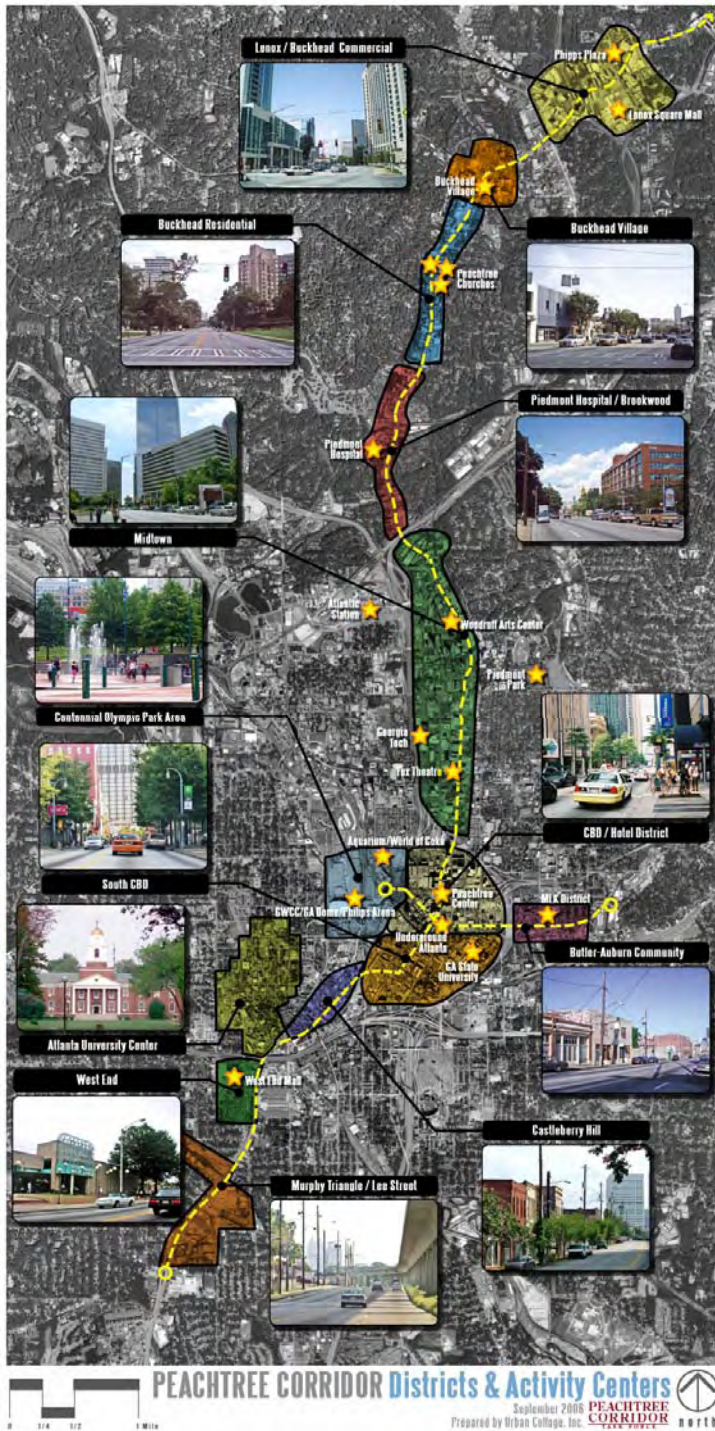 Lenox / Buckhead Commercial
Phipps Plaza
Lenox Square Mall
Buckhead
Village
Buckhead Residential
Buckhead Village
Peachtree
Churches
Piedmont Hospital / Brookwood
Piedmont
Hospital
Midtown
Atlantic
Station
Woodruff Arts Center
Piedmont
Park
Centennial Olympic Park Area
Georgia
Tech
Fox Theatre
CBD / Hotel District
Aquarium/World of Coke
South CBD
Peachtree
Center
MLK District
GWCC/GA Dome/Philips Arena
Underground
Atlanta
GA State
University
Butler-Auburn Community
Atlanta University Center
West End
West End Mall
Castleberry Hill
Murphy Triangle / Lee Street
PEACHTREE CORRIDOR Districts & Activity Centers
September 2006
Prepared by Urban Collage, Inc.
PEACHTREE
CORRIDOR
TASK FORCE
0 1/4 1/2 1 Mile
north